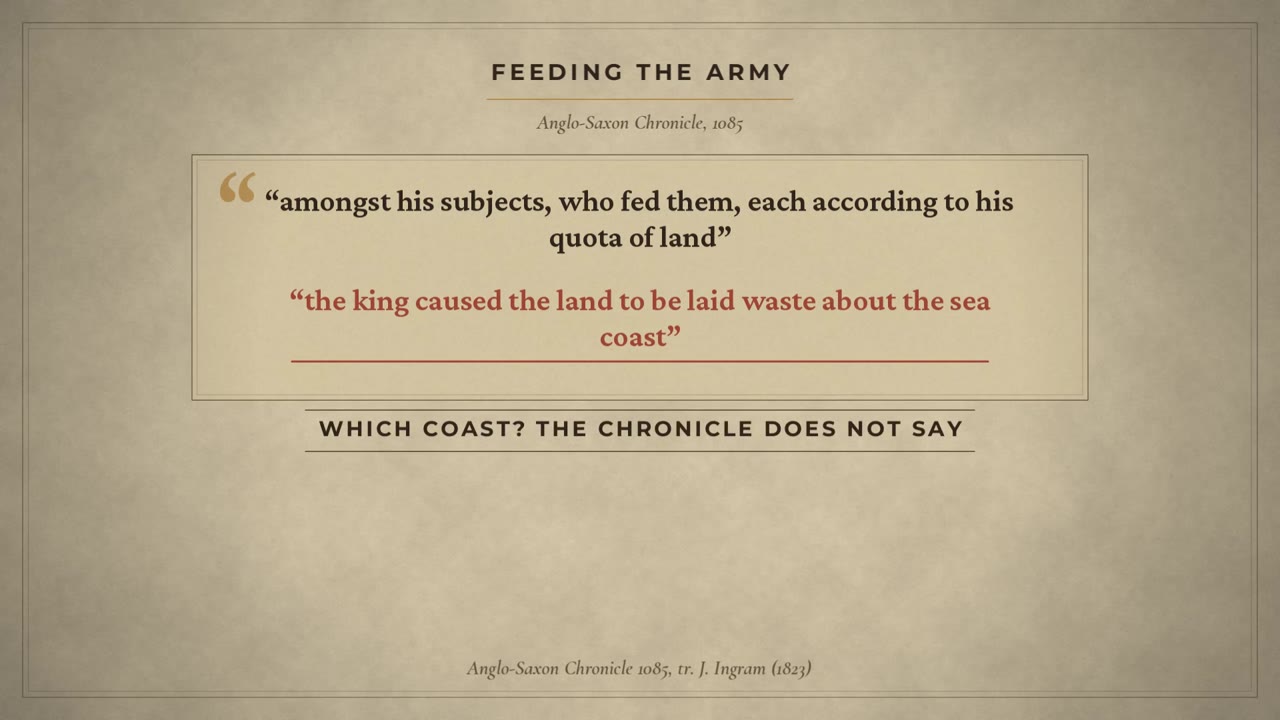 FEEDING THE ARMY
Anglo-Saxon Chronicle, 1085
“amongst his subjects, who fed them, each according to his
quota of land”
“the king caused the land to be laid waste about the sea
coast”
WHICH COAST? THE CHRONICLE DOES NOT SAY
Anglo-Saxon Chronicle 1085, tr. J. Ingram (1823)